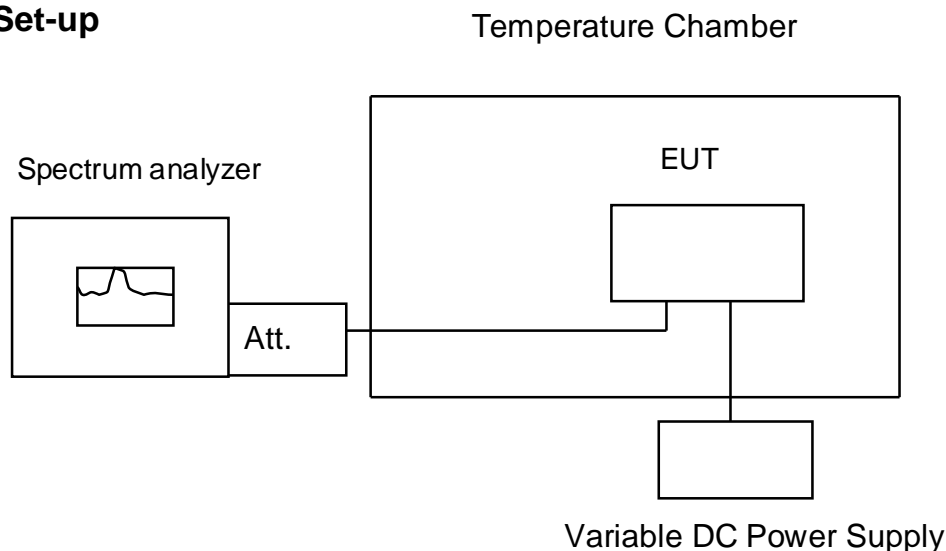 Set-up
Temperature Chamber
Spectrum analyzer
EUT
Att.
Variable DC Power Supply